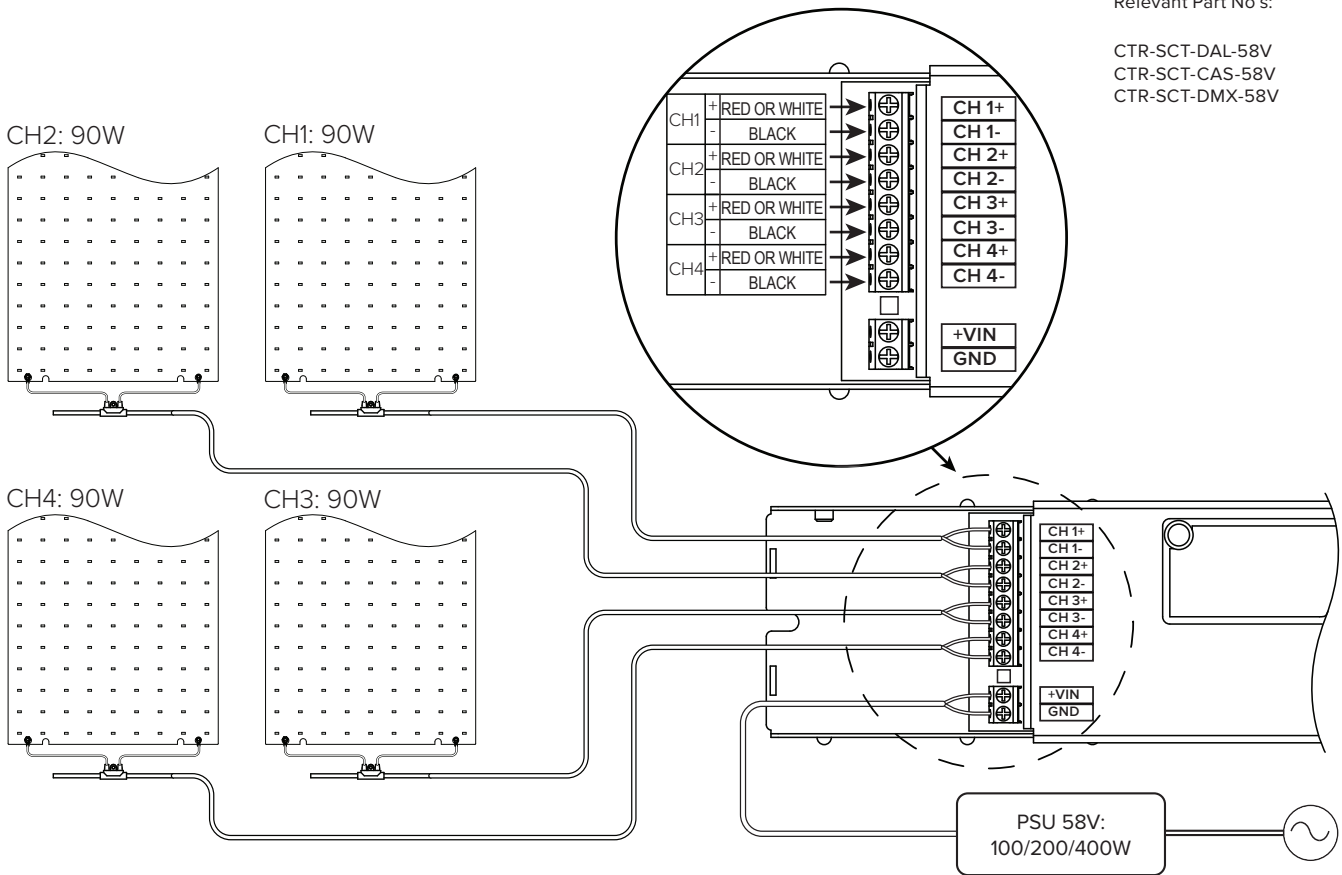 Relevant Part No's:
CTR-SCT-DAL-58V
CTR-SCT-CAS-58V
CTR-SCT-DMX-58V
CH2: 90W
CH1: 90W
CH4: 90W
CH3: 90W
CH1 + RED OR WHITE
- BLACK
CH2 + RED OR WHITE
- BLACK
CH3 + RED OR WHITE
- BLACK
CH4 + RED OR WHITE
- BLACK
CH 1+
CH 1-
CH 2+
CH 2-
CH 3+
CH 3-
CH 4+
CH 4-
+VIN
GND
CH 1+
CH 1-
CH 2+
CH 2-
CH 3+
CH 3-
CH 4+
CH 4-
+VIN
GND
PSU 58V:
100/200/400W